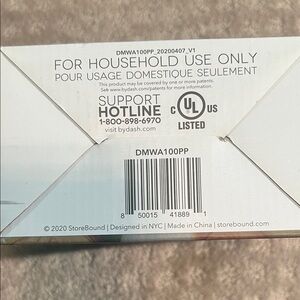 DMWA100PP_20200407_V1
FOR HOUSEHOLD USE ONLY
POUR USAGE DOMESTIQUE SEULEMENT
This product may be covered by one or more patents.
See www.bydash.com/patents for more information.
SUPPORT
HOTLINE
1-800-898-6970
visit bydash.com
C UL US
LISTED
DMWA100PP
8 50015 41889 1
© 2020 StoreBound | Designed in NYC | Made in China | storebound.com